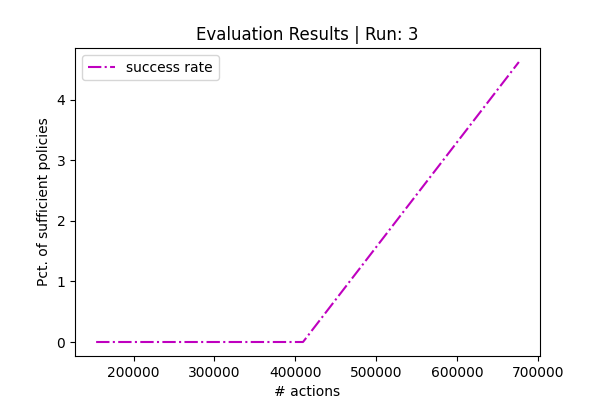 Evaluation Results | Run: 3
success rate
Pct. of sufficient policies
4
3
2
1
0
200000 300000 400000 500000 600000 700000
# actions